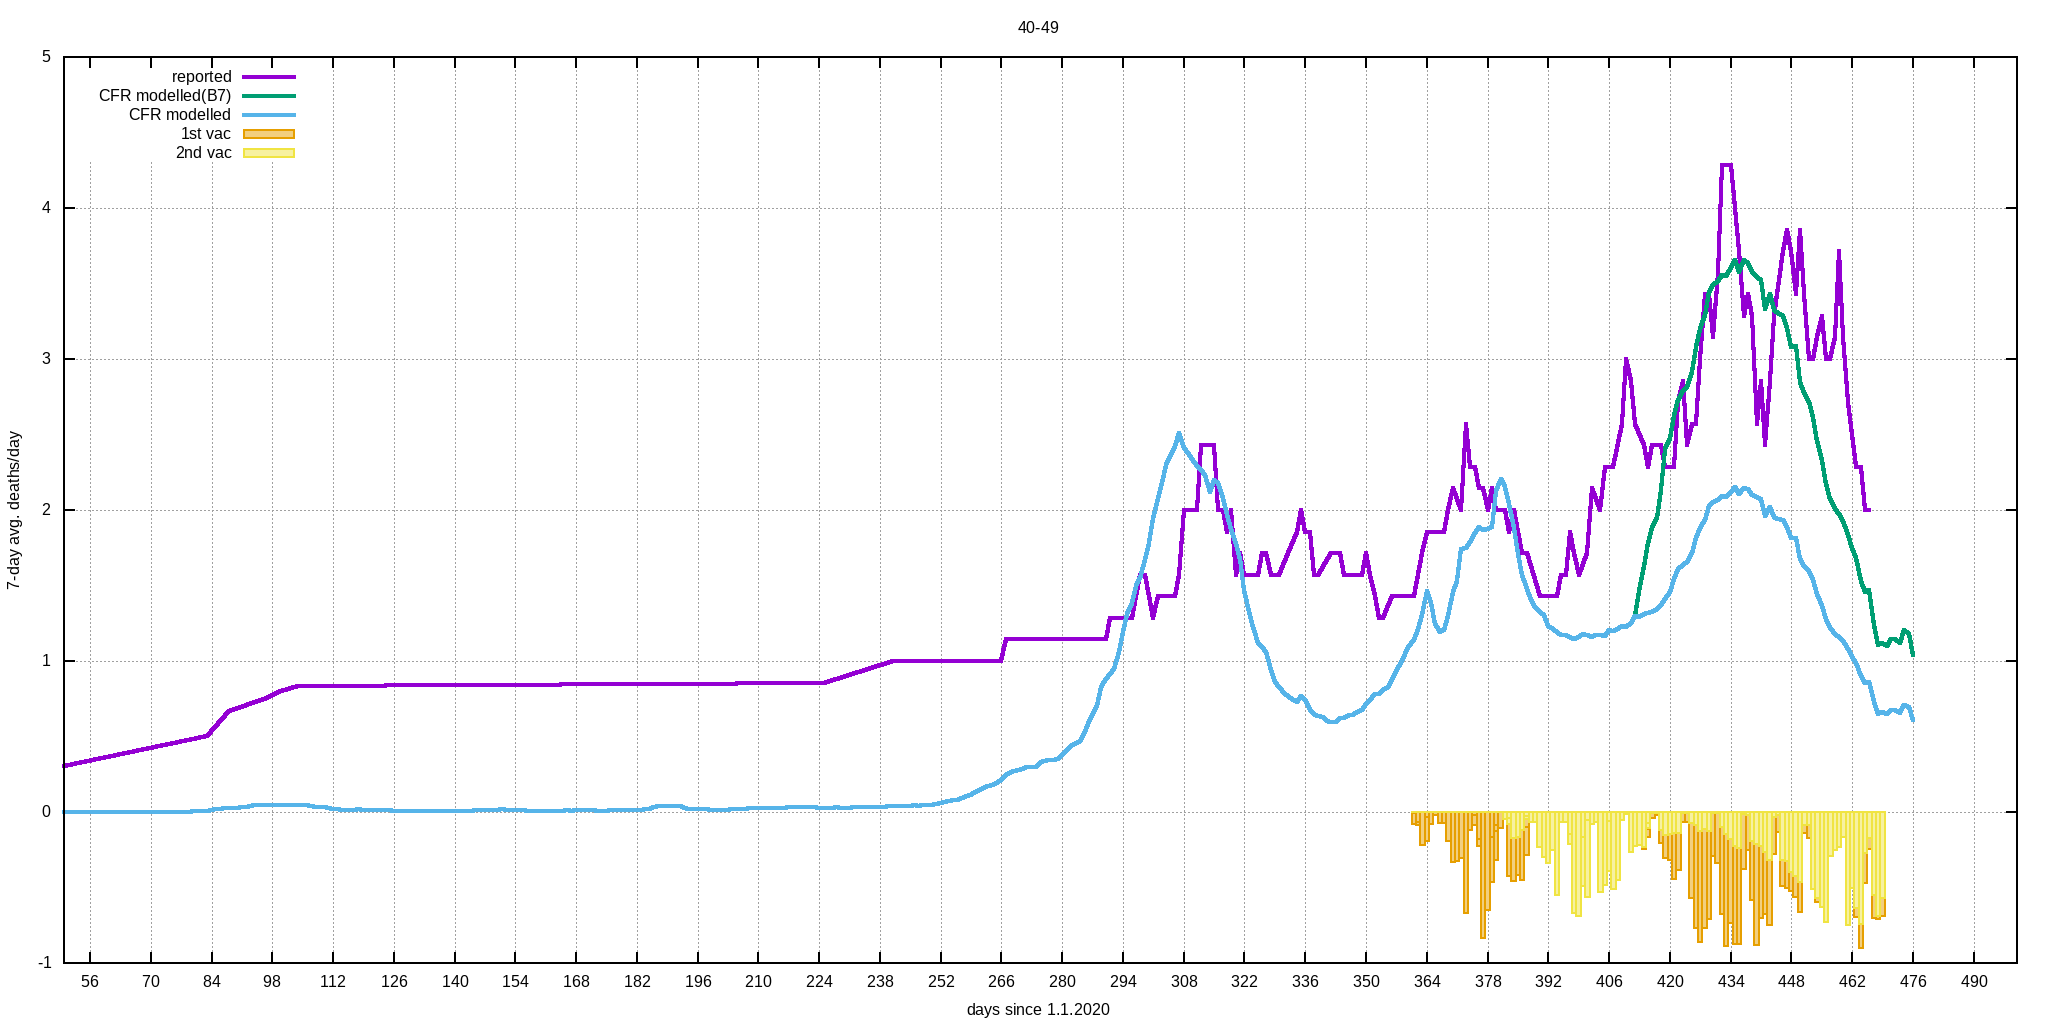 40-49
5
4
3
2
1
0
-1
7-day avg. deaths/day
reported
CFR modelled(B7)
CFR modelled
1st vac
2nd vac
56 70 84 98 112 126 140 154 168 182 196 210 224 238 252 266 280 294 308 322 336 350 364 378 392 406 420 434 448 462 476 490
days since 1.1.2020